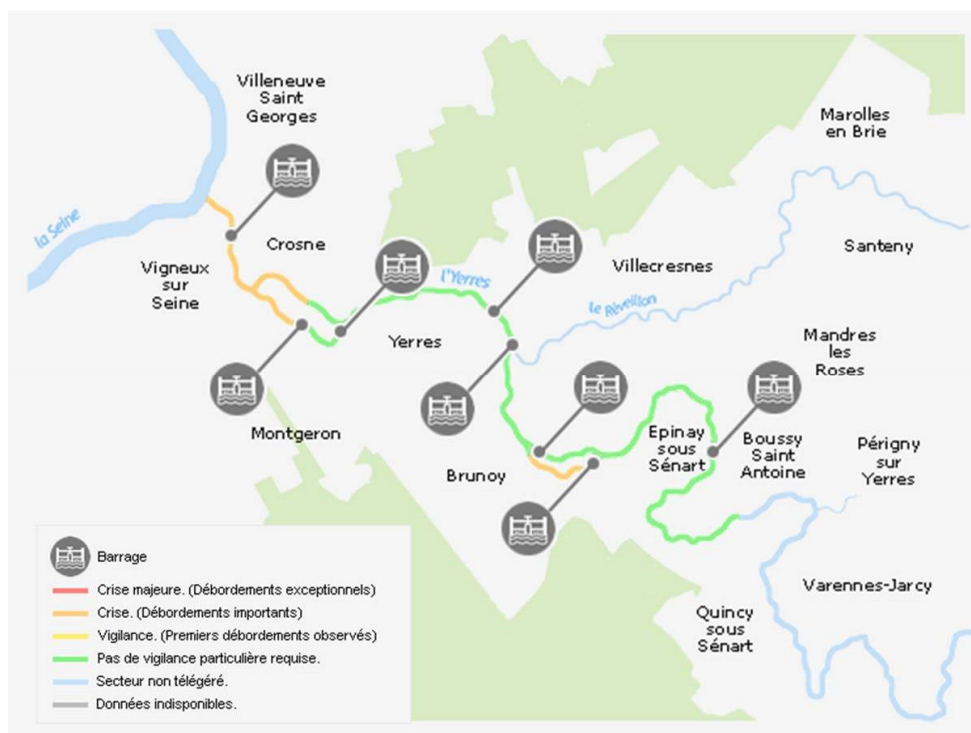 Villeneuve
Saint
Georges
Marolles
en Brie
la Seine
Crosne
Santeny
Vigneux
sur
Seine
l'Yerres
Villecresnes
le Réveillon
Yerres
Mandres
les
Roses
Montgeron
Epinay
sous
Sénart
Boussy
Saint
Antoine
Périgny
sur
Yerres
Brunoy
Varennes-Jarcy
Quincy
sous
Sénart
Barrage
Crise majeure. (Débordements exceptionnels)
Crise. (Débordements importants)
Vigilance. (Premiers débordements observés)
Pas de vigilance particulière requise.
Secteur non télégéré.
Données indisponibles.